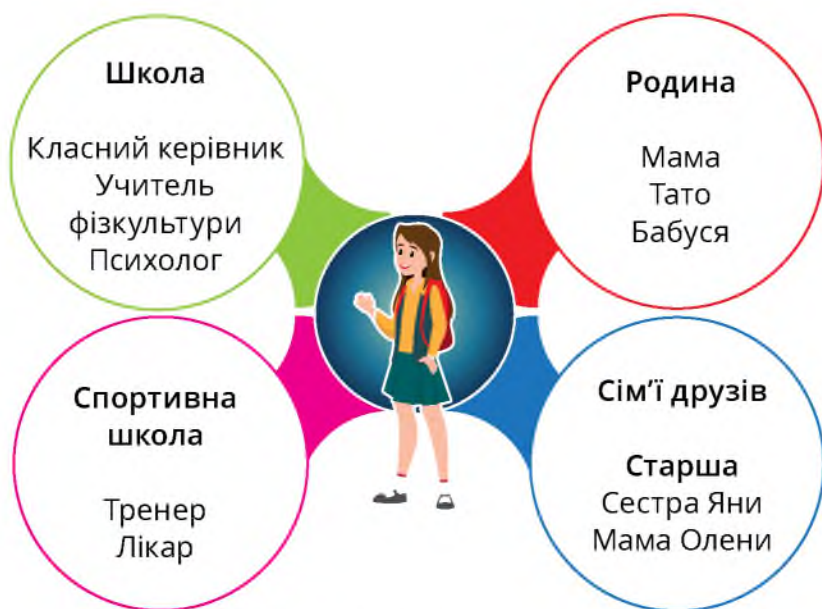 Школа
Класний керівник
Учитель
фізкультури
Психолог
Родина
Мама
Тато
Бабуся
Спортивна
школа
Тренер
Лікар
Сім’ї друзів
Старша
Сестра Яни
Мама Олени